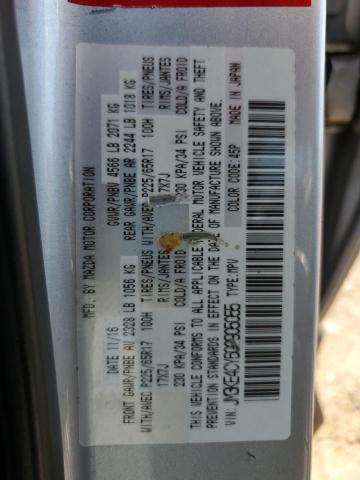 MFD. BY MAZDA MOTOR CORPORATION
11/16 GVWR/PNBV 4566 LB 2071 KG
FRONT GAWR/PNBE AV 2328 LB 1056 KG REAR GAWR/PNBE AR 2244 LB 1018 KG
WITH/AVEC P225/65R17 100H TIRES/PNEUS WITH/AVEC P225/65R17 100H TIRES/PNEUS
17X7J RIMS/JANTES 17X7J RIMS/JANTES
230 KPA/34 PSI COLD/A FROID 230 KPA/34 PSI COLD/A FROID
THIS VEHICLE CONFORMS TO ALL APPLICABLE FEDERAL MOTOR VEHICLE SAFETY AND THEFT
PREVENTION STANDARDS IN EFFECT ON THE DATE OF MANUFACTURE SHOWN ABOVE.
VIN: JM3KE4CY6G0905055 TYPE: MPV COLOR CODE: 45P MADE IN JAPAN